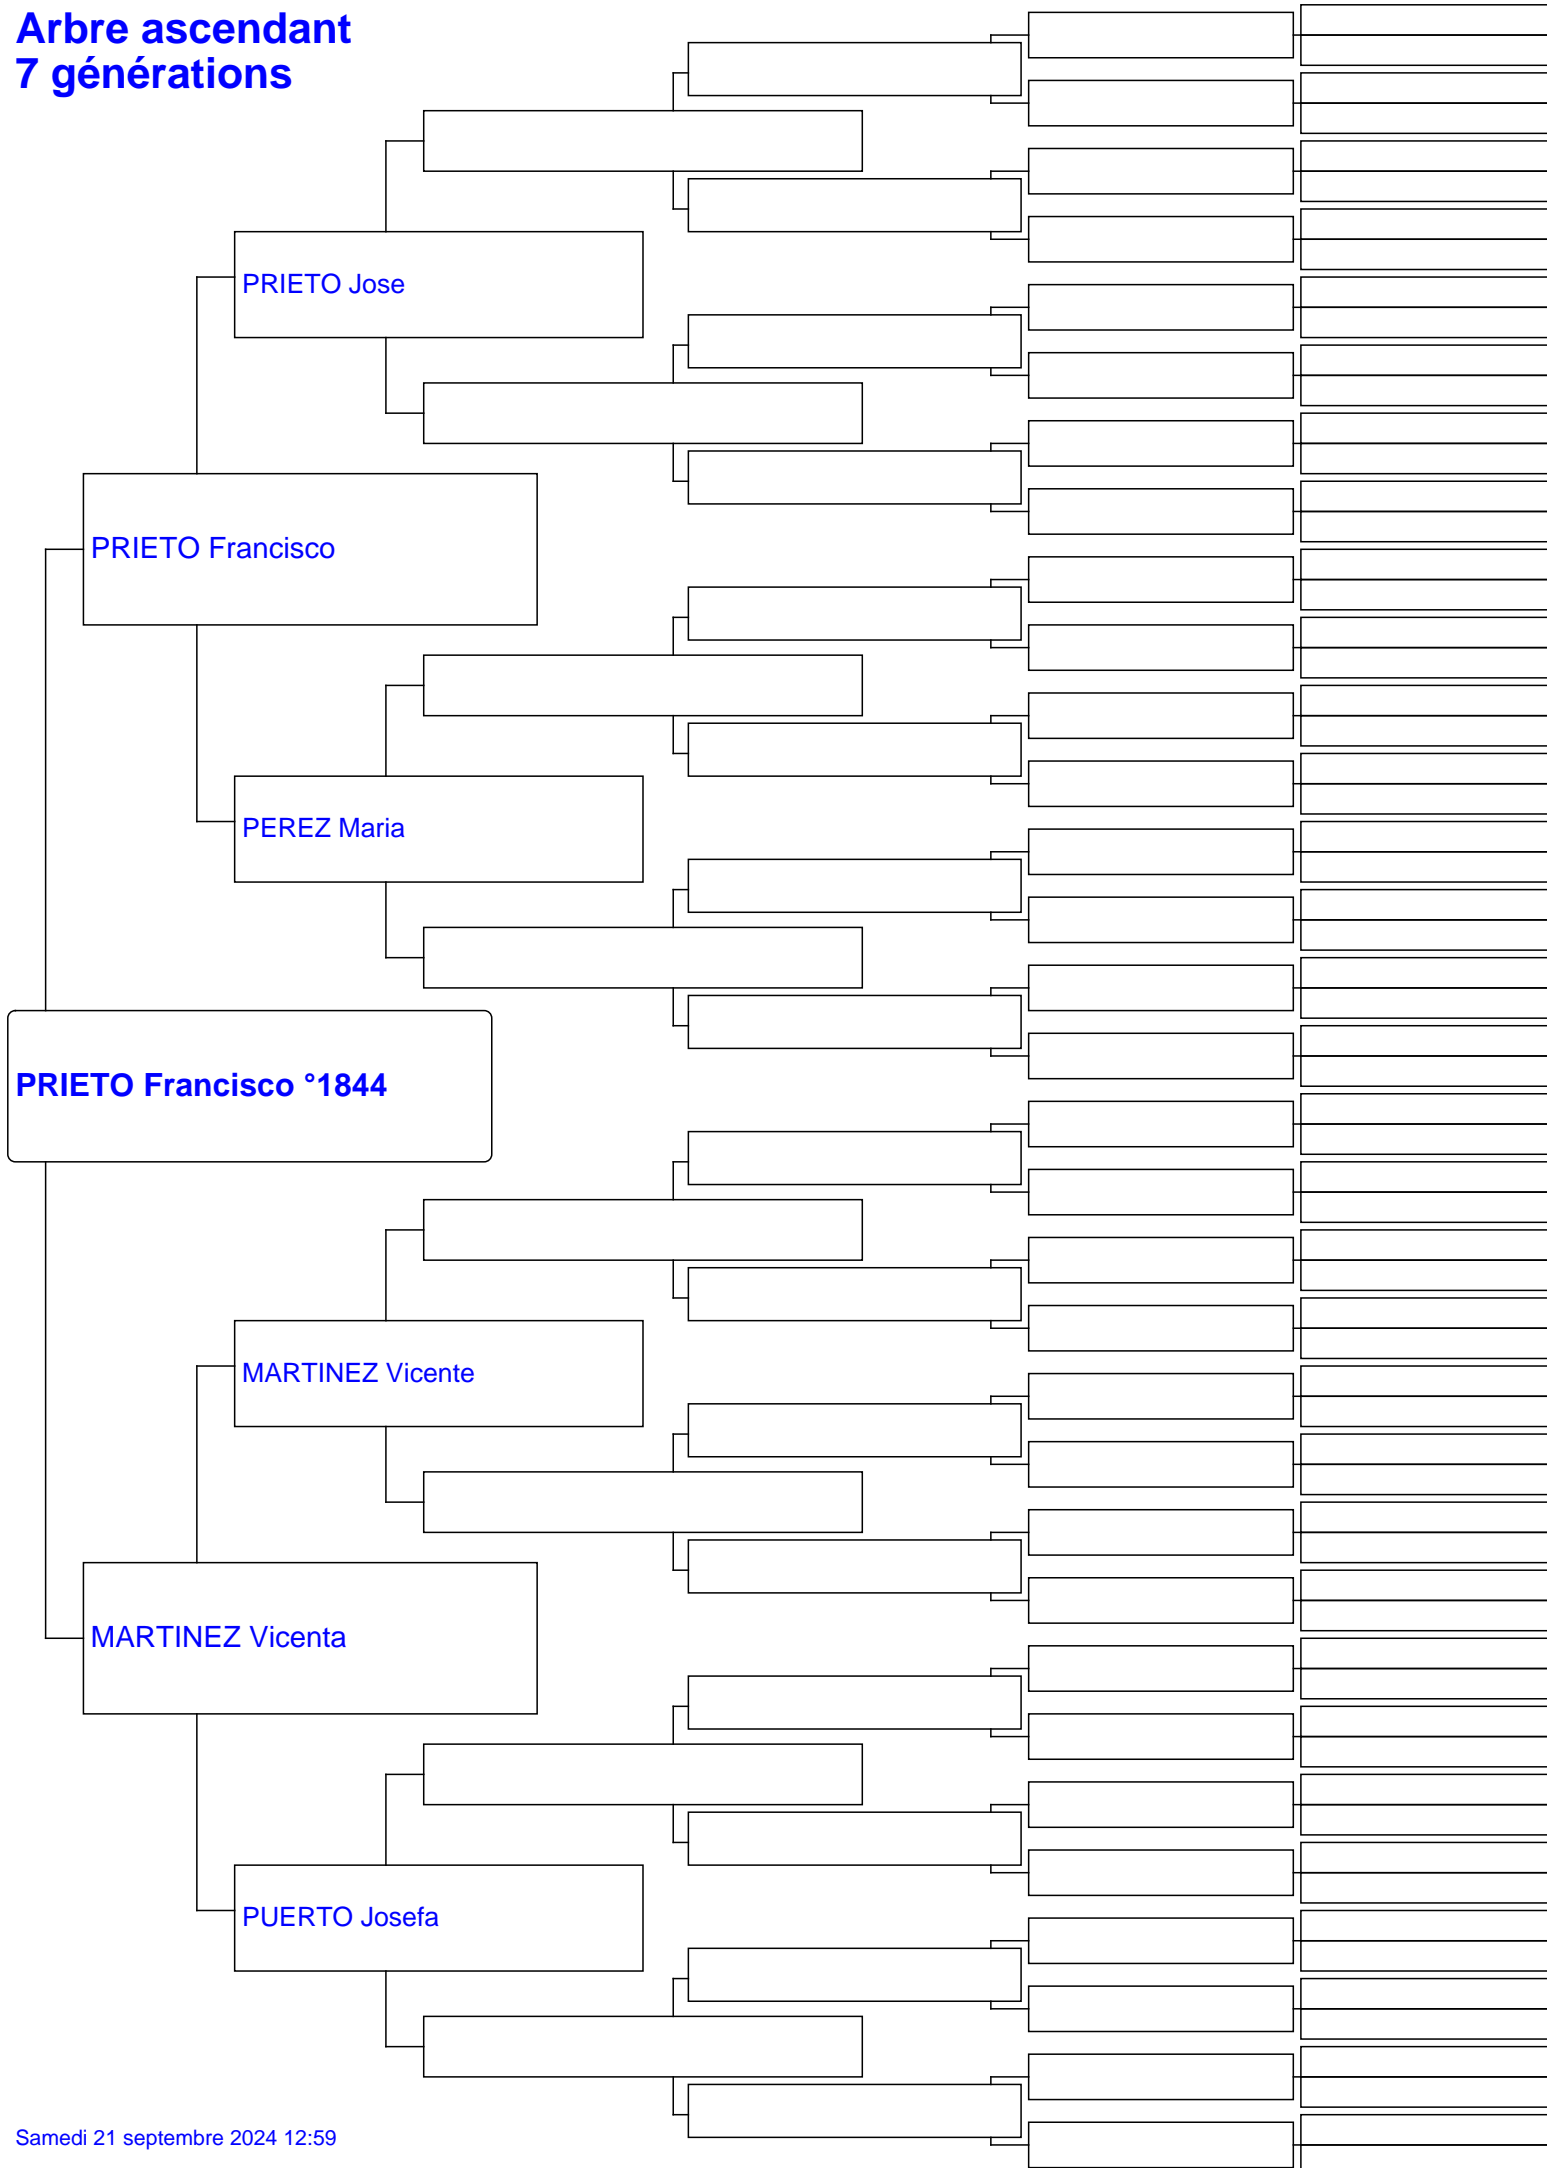 Arbre ascendant
7 générations
PRIETO Jose
PRIETO Francisco
PEREZ Maria
PRIETO Francisco °1844
MARTINEZ Vicente
MARTINEZ Vicenta
PUERTO Josefa
Samedi 21 septembre 2024 12:59